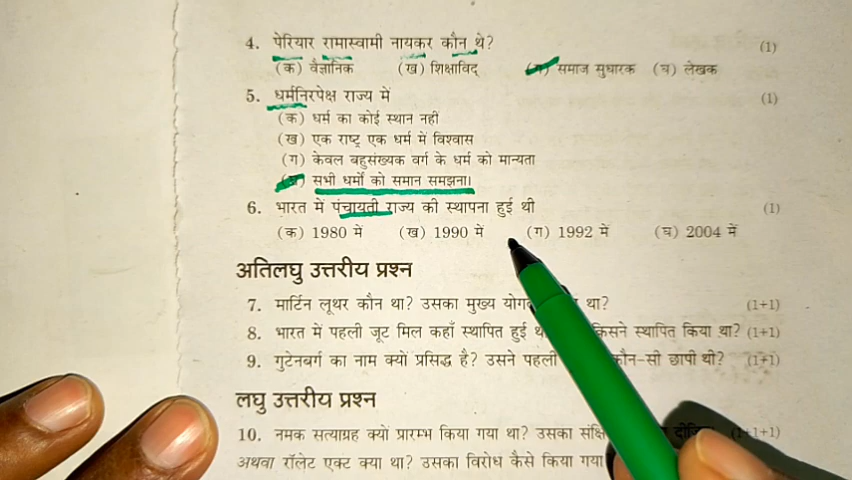 4. पेरियार रामास्वामी नायकर कौन थे? (1)
(क) वैज्ञानिक (ख) शिक्षाविद् (ग) समाज सुधारक (घ) लेखक
5. धर्मनिरपेक्ष राज्य में (1)
(क) धर्म का कोई स्थान नहीं
(ख) एक राष्ट्र एक धर्म में विश्वास
(ग) केवल बहुसंख्यक वर्ग के धर्म को मान्यता
सभी धर्मों को समान समझना।
6. भारत में पंचायती राज्य की स्थापना हुई थी (1)
(क) 1980 में (ख) 1990 में (ग) 1992 में (घ) 2004 में
अतिलघु उत्तरीय प्रश्न
7. मार्टिन लूथर कौन था? उसका मुख्य था? (1+1)
8. भारत में पहली जूट मिल कहाँ स्थापित हुई किसने स्थापित किया था? (1+1)
9. गुटेनबर्ग का नाम क्यों प्रसिद्ध है? उसने पहली कौन-सी छापी थी? (1+1)
लघु उत्तरीय प्रश्न
10. नमक सत्याग्रह क्यों प्रारम्भ किया गया था? उसका (1+1+1)
अथवा रॉलेट एक्ट क्या था? उसका विरोध कैसे किया गया